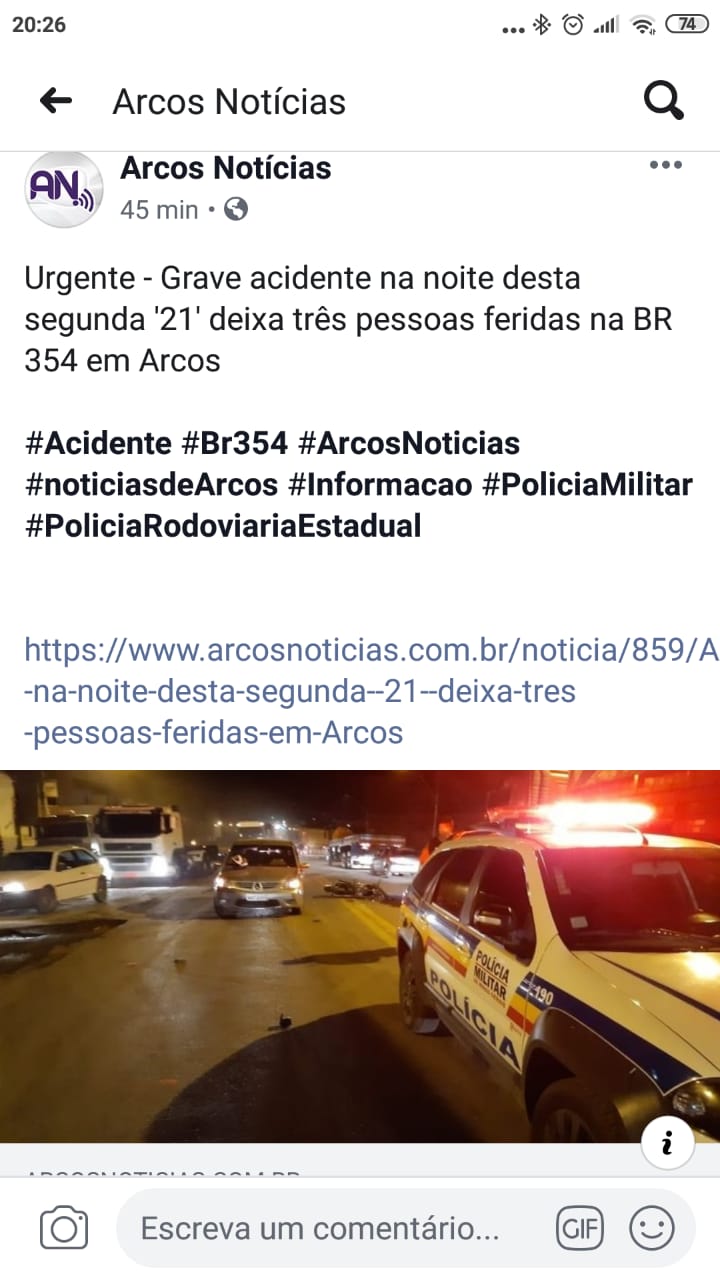 20:26
74
Arcos Notícias
AN
Arcos Notícias
45 min
Urgente - Grave acidente na noite desta
segunda '21' deixa três pessoas feridas na BR
354 em Arcos
#Acidente #Br354 #ArcosNoticias
#noticiasdeArcos #Informacao #PoliciaMilitar
#PoliciaRodoviariaEstadual
https://www.arcosnoticias.com.br/noticia/859/A
-na-noite-desta-segunda--21--deixa-tres
-pessoas-feridas-em-Arcos
POLÍCIA
MILITAR
190
POLÍCIA
i
ARCOSNOTICIAS.COM.BR
Escreva um comentário...
GIF